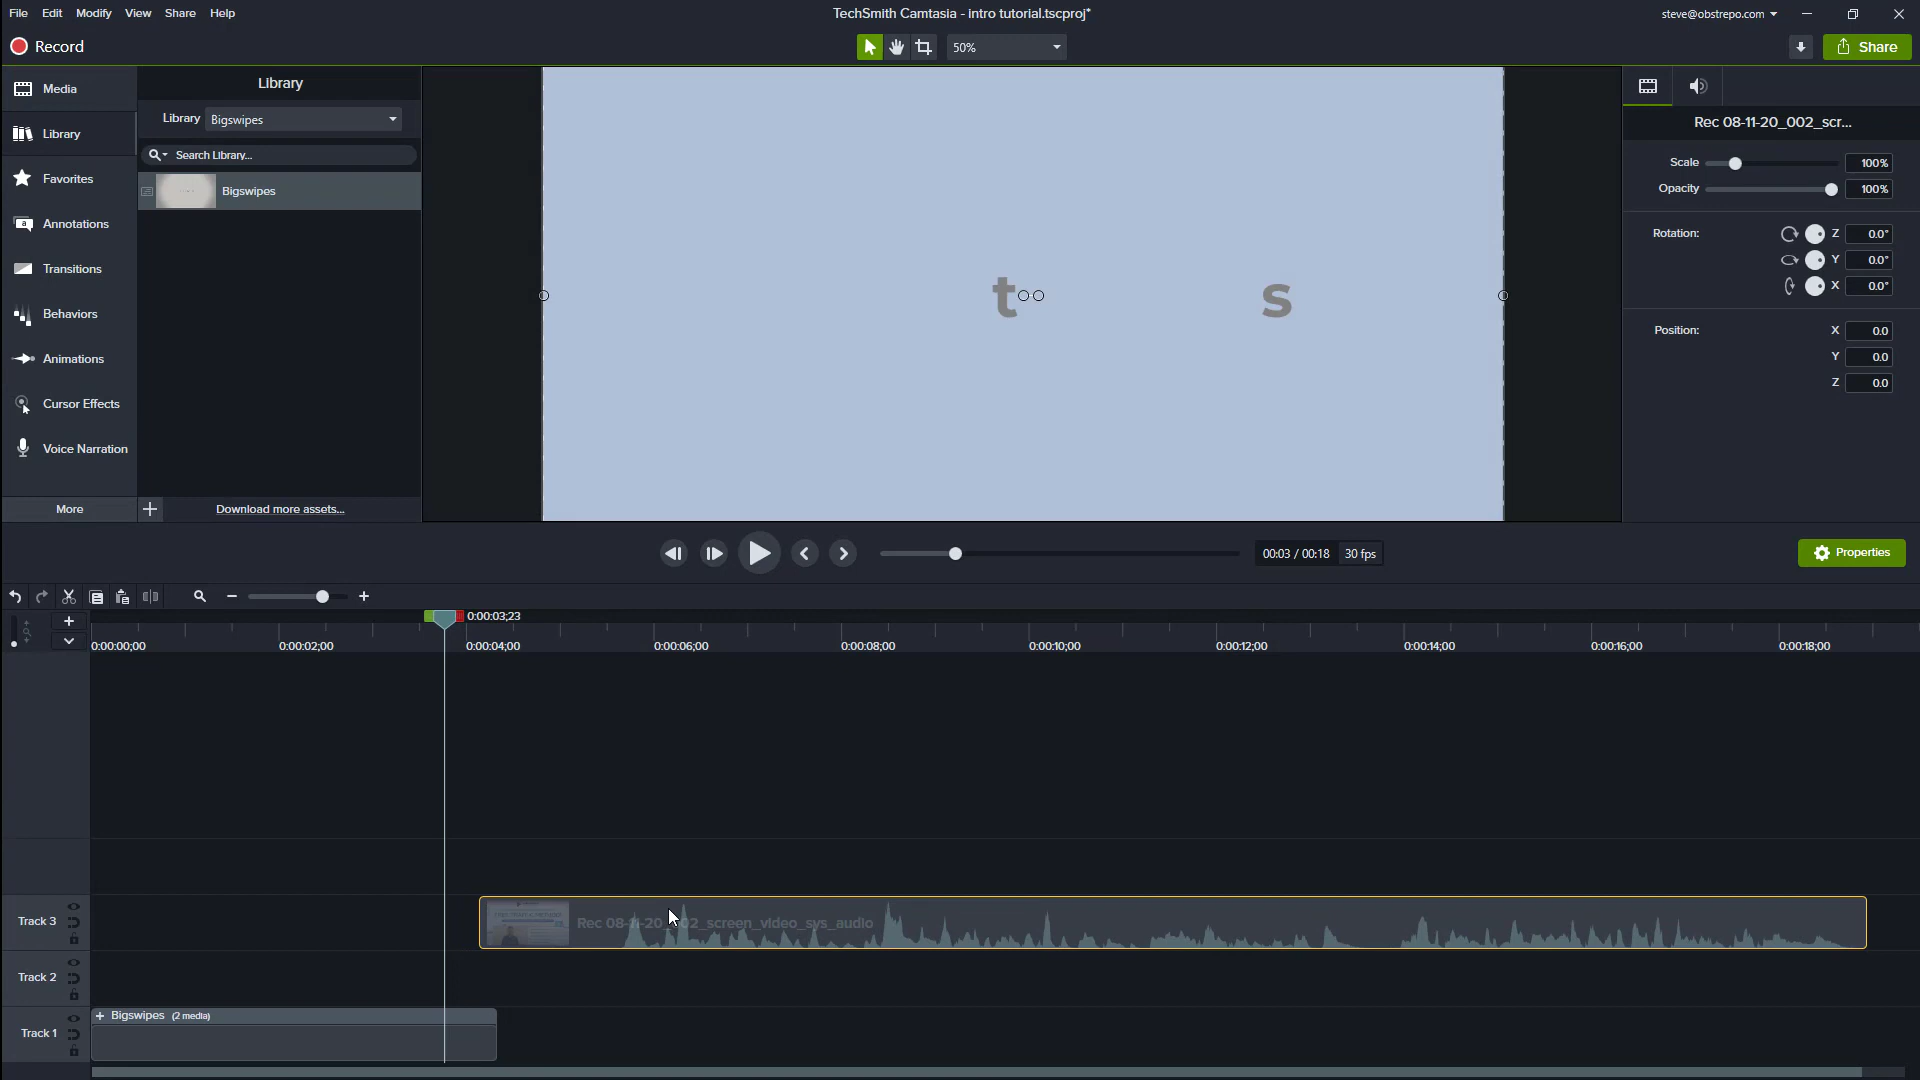 File Edit Modify View Share Help
TechSmith Camtasia - intro tutorial.tscproj*
steve@obstrepo.com
Record
50%
Share
Media
Library
Favorites
Annotations
Transitions
Behaviors
Animations
Cursor Effects
Voice Narration
More
Library
Library Bigswipes
Search Library...
Bigswipes
Download more assets...
t s
Rec 08-11-20_002_scr...
Scale 100%
Opacity 100%
Rotation: Z 0.0°
Y 0.0°
X 0.0°
Position: X 0.0
Y 0.0
Z 0.0
00:03 / 00:18 30 fps
Properties
0:00:03;23
0:00:00;00 0:00:02;00 0:00:04;00 0:00:06;00 0:00:08;00 0:00:10;00 0:00:12;00 0:00:14;00 0:00:16;00 0:00:18;00
Track 3
Rec 08-11-20_002_screen_video_sys_audio
Track 2
Track 1
+ Bigswipes (2 media)